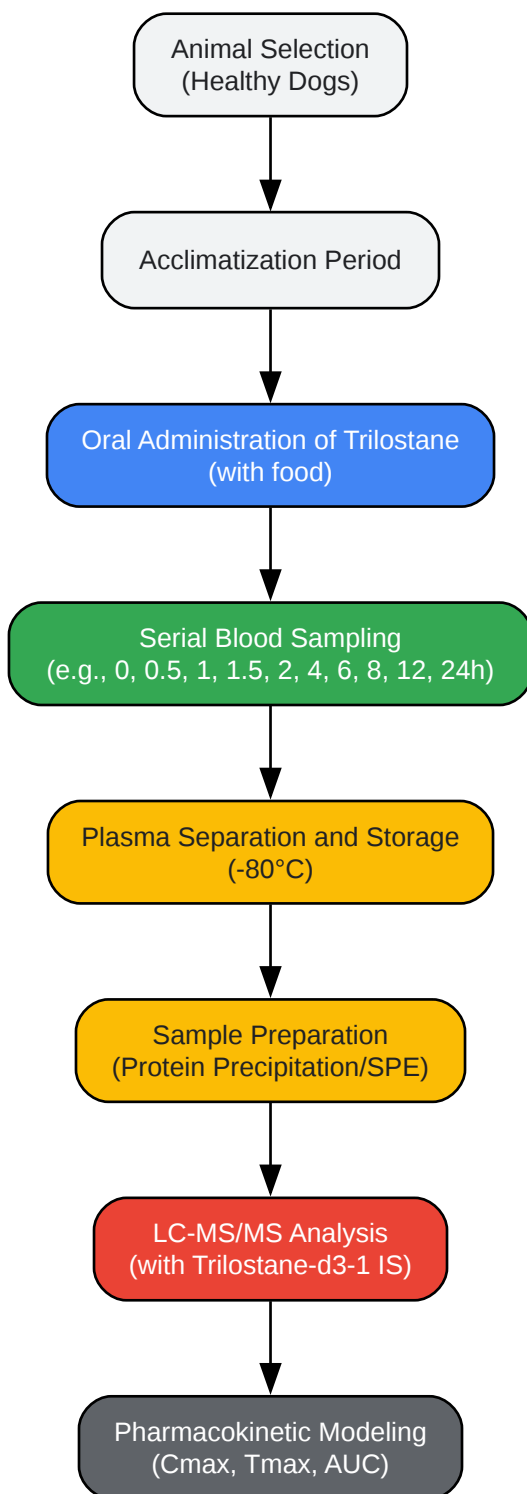 Animal Selection
(Healthy Dogs)
Acclimatization Period
Oral Administration of Trilostane
(with food)
Serial Blood Sampling
(e.g., 0, 0.5, 1, 1.5, 2, 4, 6, 8, 12, 24h)
Plasma Separation and Storage
(-80°C)
Sample Preparation
(Protein Precipitation/SPE)
LC-MS/MS Analysis
(with Trilostane-d3-1 IS)
Pharmacokinetic Modeling
(Cmax, Tmax, AUC)